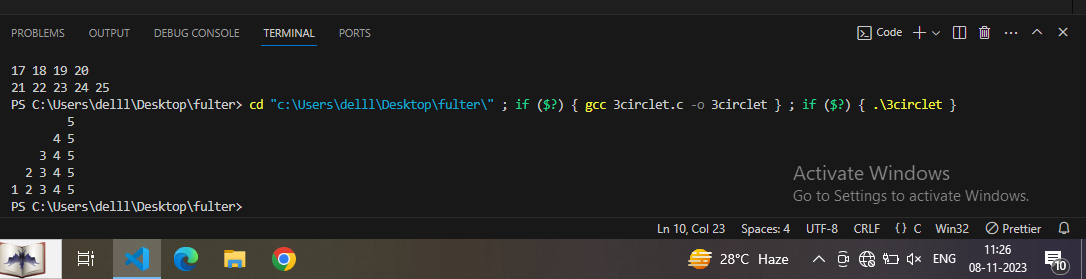 PROBLEMS OUTPUT DEBUG CONSOLE TERMINAL PORTS Code
17 18 19 20
21 22 23 24 25
PS C:\Users\delll\Desktop\fulter> cd "c:\Users\delll\Desktop\fulter\" ; if ($?) { gcc 3circlet.c -o 3circlet } ; if ($?) { .\3circlet }
5
4 5
3 4 5
2 3 4 5
1 2 3 4 5
PS C:\Users\delll\Desktop\fulter>
Activate Windows
Go to Settings to activate Windows.
Ln 10, Col 23 Spaces: 4 UTF-8 CRLF {} C Win32 Prettier
28°C Haze ENG 11:26
08-11-2023 10